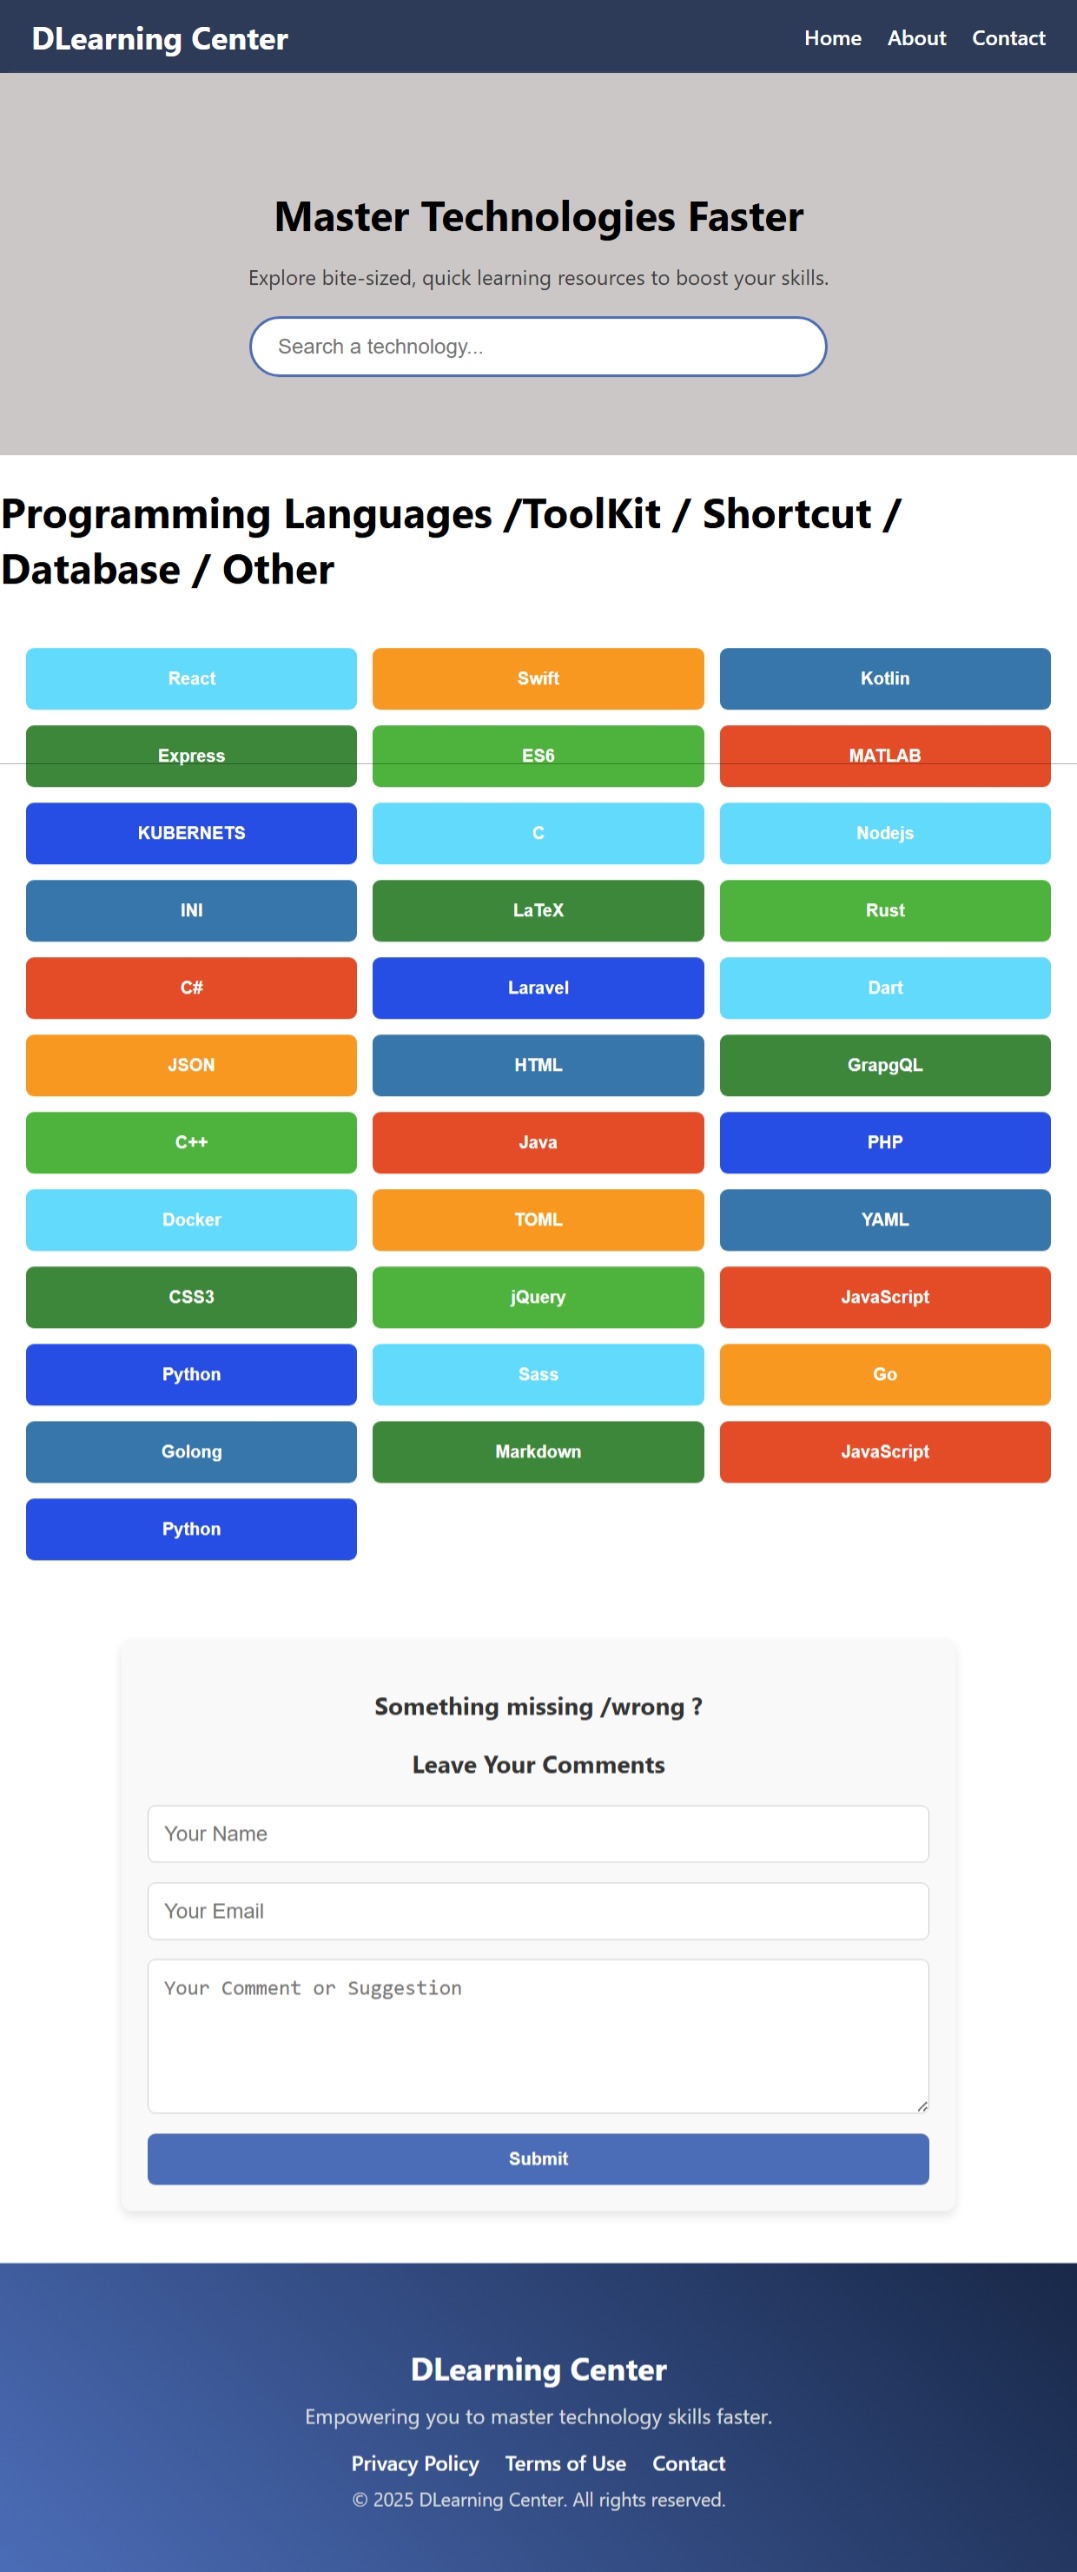 DLearning Center
Home About Contact
Master Technologies Faster
Explore bite-sized, quick learning resources to boost your skills.
Search a technology...
Programming Languages /ToolKit / Shortcut /
Database / Other
React Swift Kotlin
Express ES6 MATLAB
KUBERNETS C Nodejs
INI LaTeX Rust
C# Laravel Dart
JSON HTML GrapgQL
C++ Java PHP
Docker TOML YAML
CSS3 jQuery JavaScript
Python Sass Go
Golong Markdown JavaScript
Python
Something missing /wrong ?
Leave Your Comments
Your Name
Your Email
Your Comment or Suggestion
Submit
DLearning Center
Empowering you to master technology skills faster.
Privacy Policy Terms of Use Contact
© 2025 DLearning Center. All rights reserved.